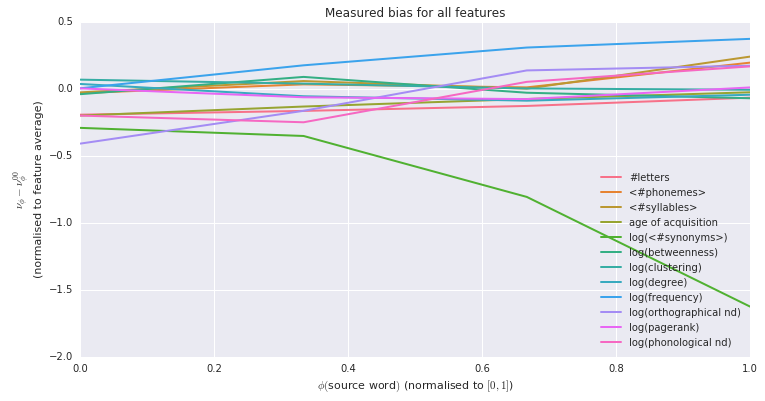 Measured bias for all features
0.5
0.0
−0.5
−1.0
−1.5
−2.0
ν_φ − ν_φ^00
(normalised to feature average)
#letters
<#phonemes>
<#syllables>
age of acquisition
log(<#synonyms>)
log(betweenness)
log(clustering)
log(degree)
log(frequency)
log(orthographical nd)
log(pagerank)
log(phonological nd)
0.0 0.2 0.4 0.6 0.8 1.0
ϕ(source word) (normalised to [0, 1])